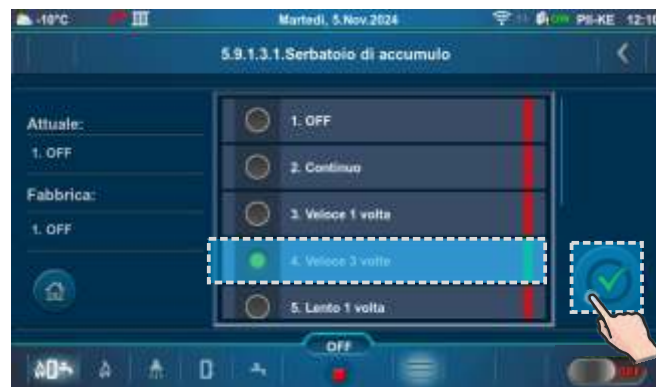 -10°C
Martedì, 5.Nov.2024
ON
PII-KE
12:10
5.9.1.3.1.Serbatoio di accumulo
Attuale:
1. OFF
Fabbrica:
1. OFF
1. OFF
2. Continuo
3. Veloce 1 volta
4. Veloce 3 volte
5. Lento 1 volta
OFF
OFF